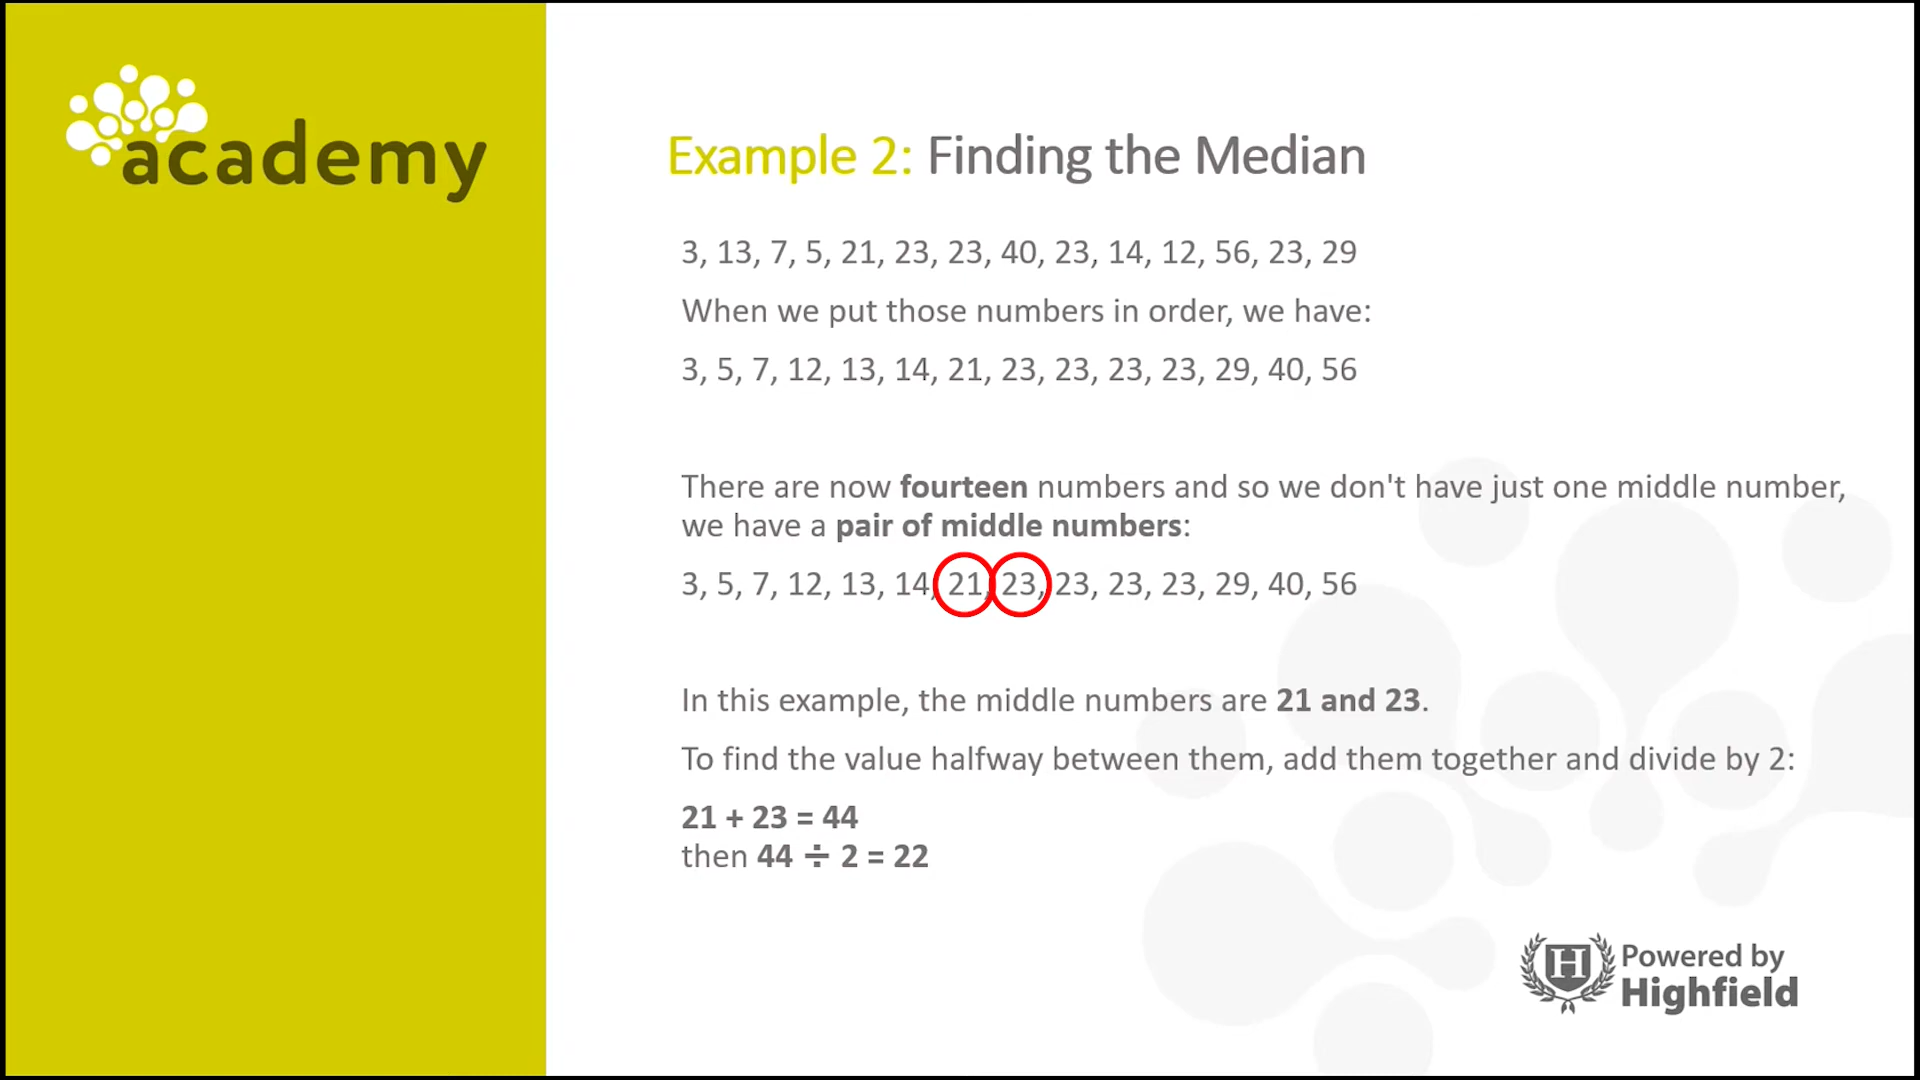 academy
Example 2: Finding the Median
3, 13, 7, 5, 21, 23, 23, 40, 23, 14, 12, 56, 23, 29
When we put those numbers in order, we have:
3, 5, 7, 12, 13, 14, 21, 23, 23, 23, 23, 29, 40, 56
There are now fourteen numbers and so we don't have just one middle number,
we have a pair of middle numbers:
3, 5, 7, 12, 13, 14, 21, 23, 23, 23, 23, 29, 40, 56
In this example, the middle numbers are 21 and 23.
To find the value halfway between them, add them together and divide by 2:
21 + 23 = 44
then 44 ÷ 2 = 22
H
Powered by
Highfield